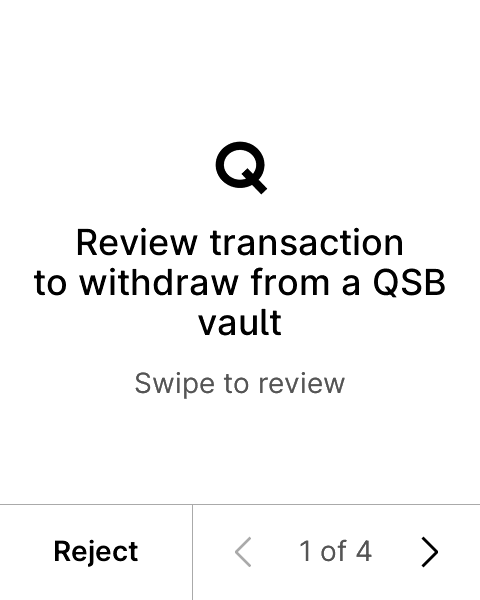 Q
Review transaction
to withdraw from a QSB
vault
Swipe to review
Reject
1 of 4